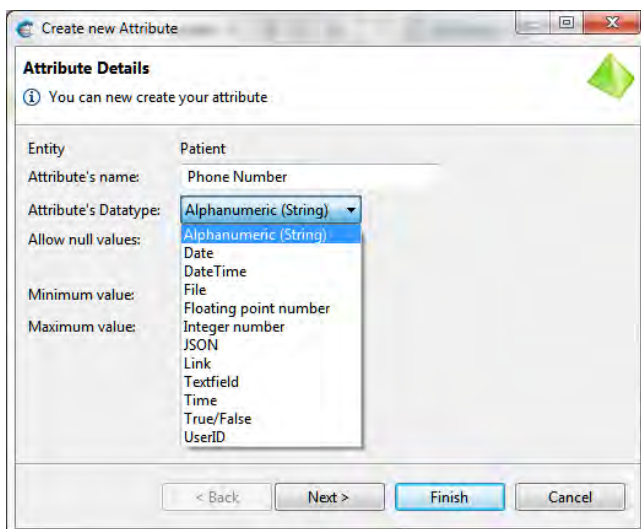 Create new Attribute
Attribute Details
You can new create your attribute
Entity Patient
Attribute's name: Phone Number
Attribute's Datatype: Alphanumeric (String)
Allow null values: Alphanumeric (String)
Date
DateTime
Minimum value: File
Floating point number
Maximum value: Integer number
JSON
Link
Textfield
Time
True/False
UserID
< Back Next > Finish Cancel